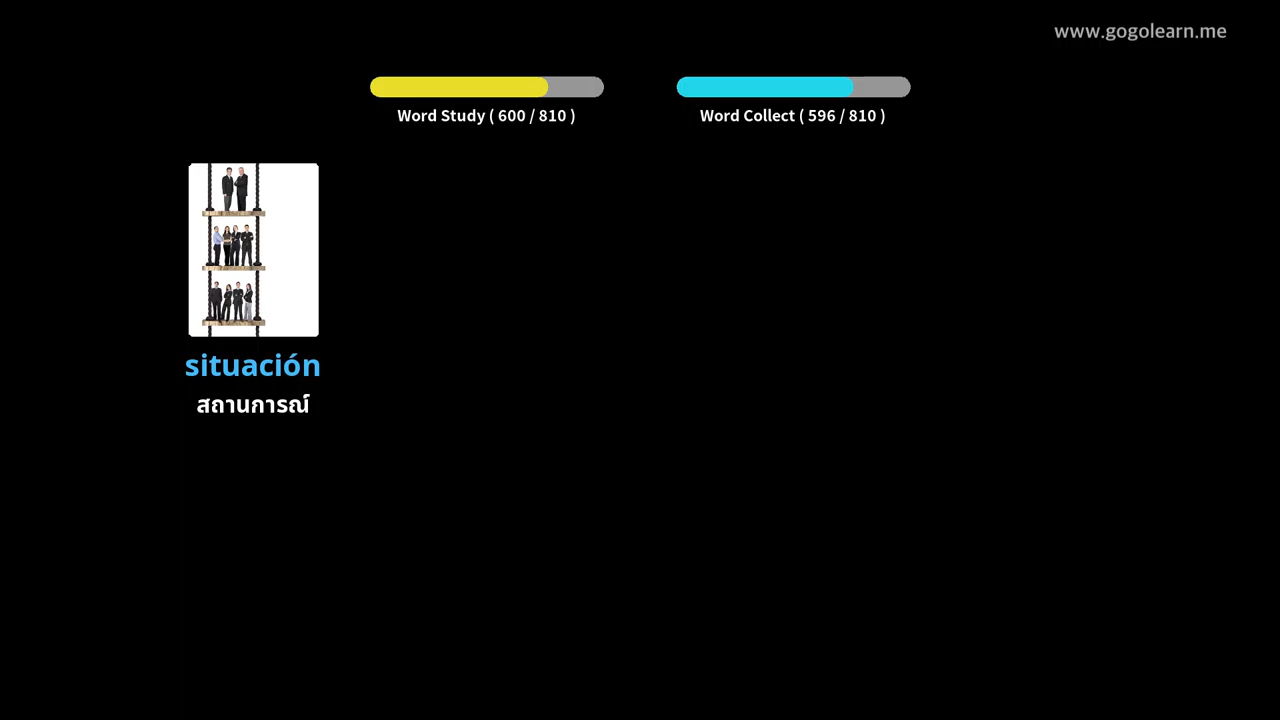 www.gogolearn.me
Word Study ( 600 / 810 )
Word Collect ( 596 / 810 )
situación
สถานการณ์